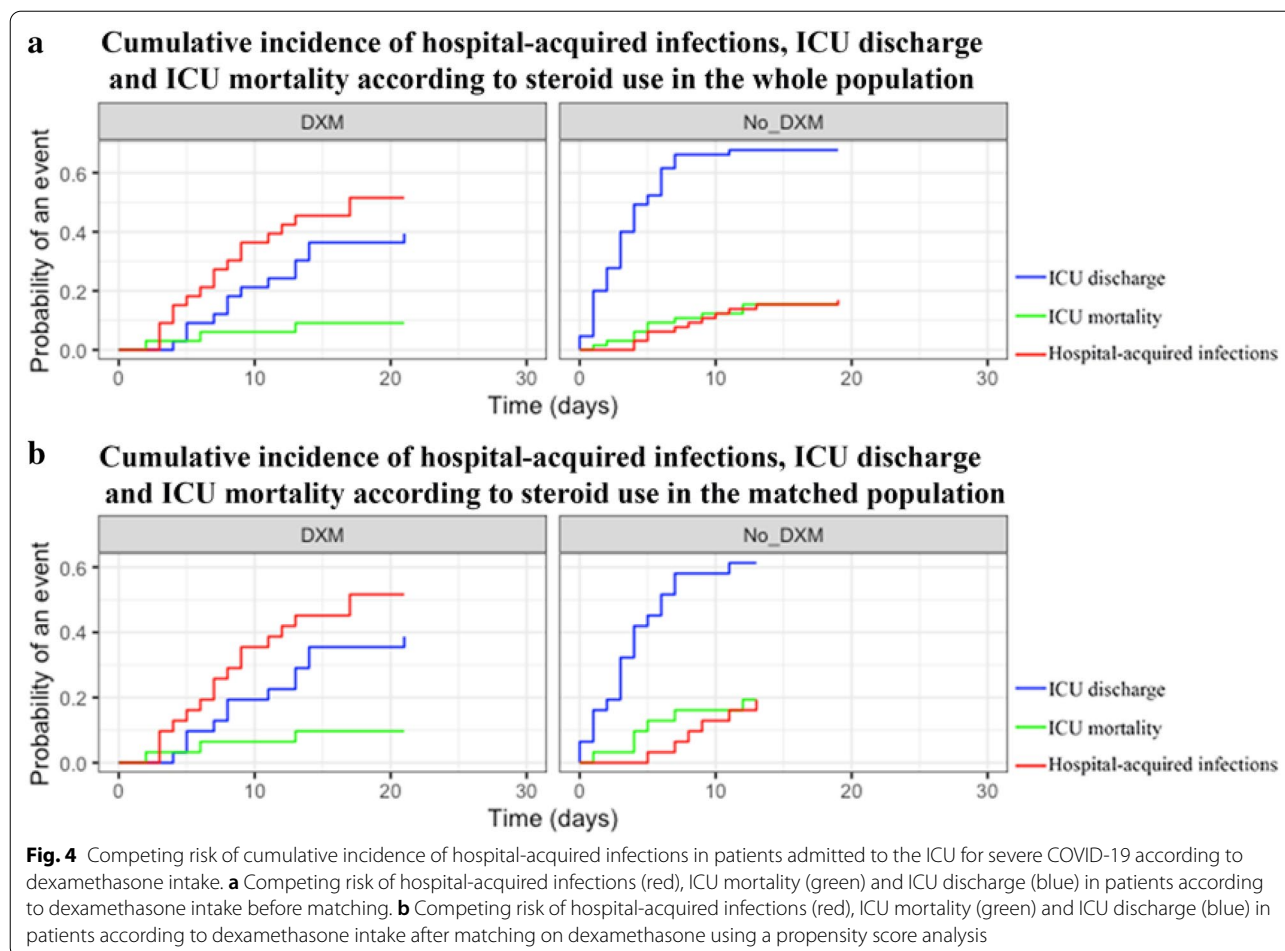 a Cumulative incidence of hospital-acquired infections, ICU discharge
and ICU mortality according to steroid use in the whole population
DXM No_DXM
Probability of an event
0.6
0.4
0.2
0.0
0 10 20 30 0 10 20 30
Time (days)
ICU discharge
ICU mortality
Hospital-acquired infections
b Cumulative incidence of hospital-acquired infections, ICU discharge
and ICU mortality according to steroid use in the matched population
DXM No_DXM
Probability of an event
0.6
0.4
0.2
0.0
0 10 20 30 0 10 20 30
Time (days)
ICU discharge
ICU mortality
Hospital-acquired infections
Fig. 4 Competing risk of cumulative incidence of hospital-acquired infections in patients admitted to the ICU for severe COVID-19 according to
dexamethasone intake. a Competing risk of hospital-acquired infections (red), ICU mortality (green) and ICU discharge (blue) in patients according
to dexamethasone intake before matching. b Competing risk of hospital-acquired infections (red), ICU mortality (green) and ICU discharge (blue) in
patients according to dexamethasone intake after matching on dexamethasone using a propensity score analysis